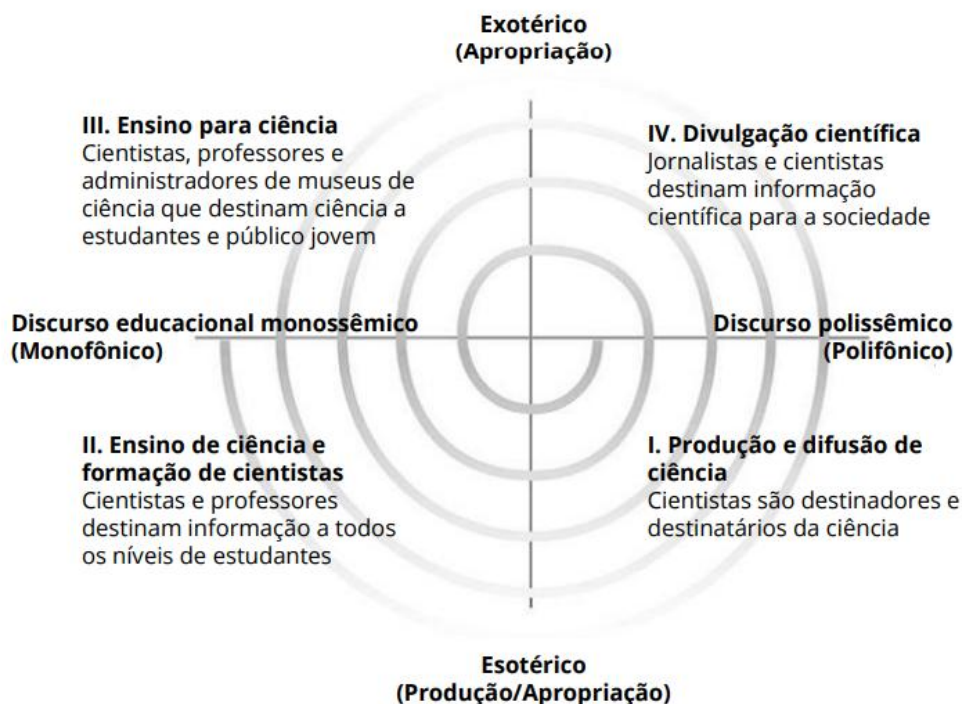 Exotérico
(Apropriação)
III. Ensino para ciência
Cientistas, professores e
administradores de museus de
ciência que destinam ciência a
estudantes e público jovem
IV. Divulgação científica
Jornalistas e cientistas
destinam informação
científica para a sociedade
Discurso educacional monossêmico
(Monofônico)
Discurso polissêmico
(Polifônico)
II. Ensino de ciência e
formação de cientistas
Cientistas e professores
destinam informação a todos
os níveis de estudantes
I. Produção e difusão de
ciência
Cientistas são destinadores e
destinatários da ciência
Esotérico
(Produção/Apropriação)